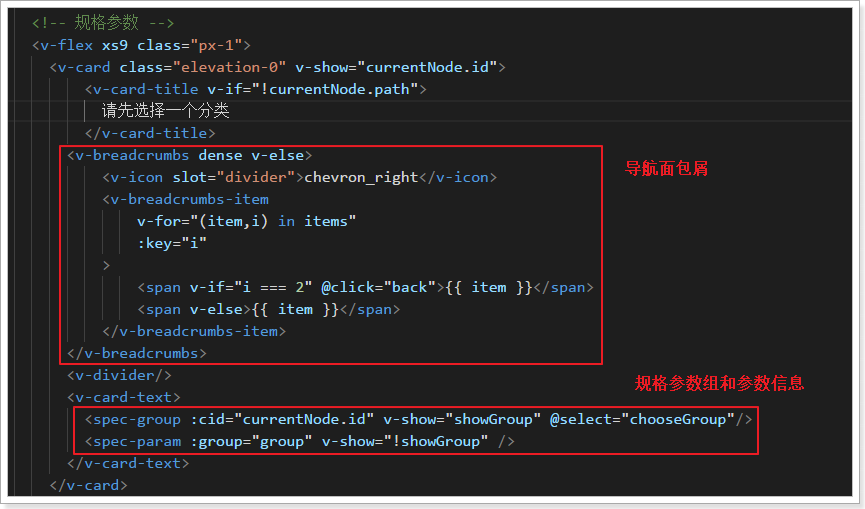 <!-- 规格参数 -->
<v-flex xs9 class="px-1">
<v-card class="elevation-0" v-show="currentNode.id">
<v-card-title v-if="!currentNode.path">
请先选择一个分类
</v-card-title>
<v-breadcrumbs dense v-else>
导航面包屑
<v-icon slot="divider">chevron_right</v-icon>
<v-breadcrumbs-item
v-for="(item,i) in items"
:key="i"
>
<span v-if="i === 2" @click="back">{{ item }}</span>
<span v-else>{{ item }}</span>
</v-breadcrumbs-item>
</v-breadcrumbs>
<v-divider/>
规格参数组和参数信息
<v-card-text>
<spec-group :cid="currentNode.id" v-show="showGroup" @select="chooseGroup"/>
<spec-param :group="group" v-show="!showGroup" />
</v-card-text>
</v-card>